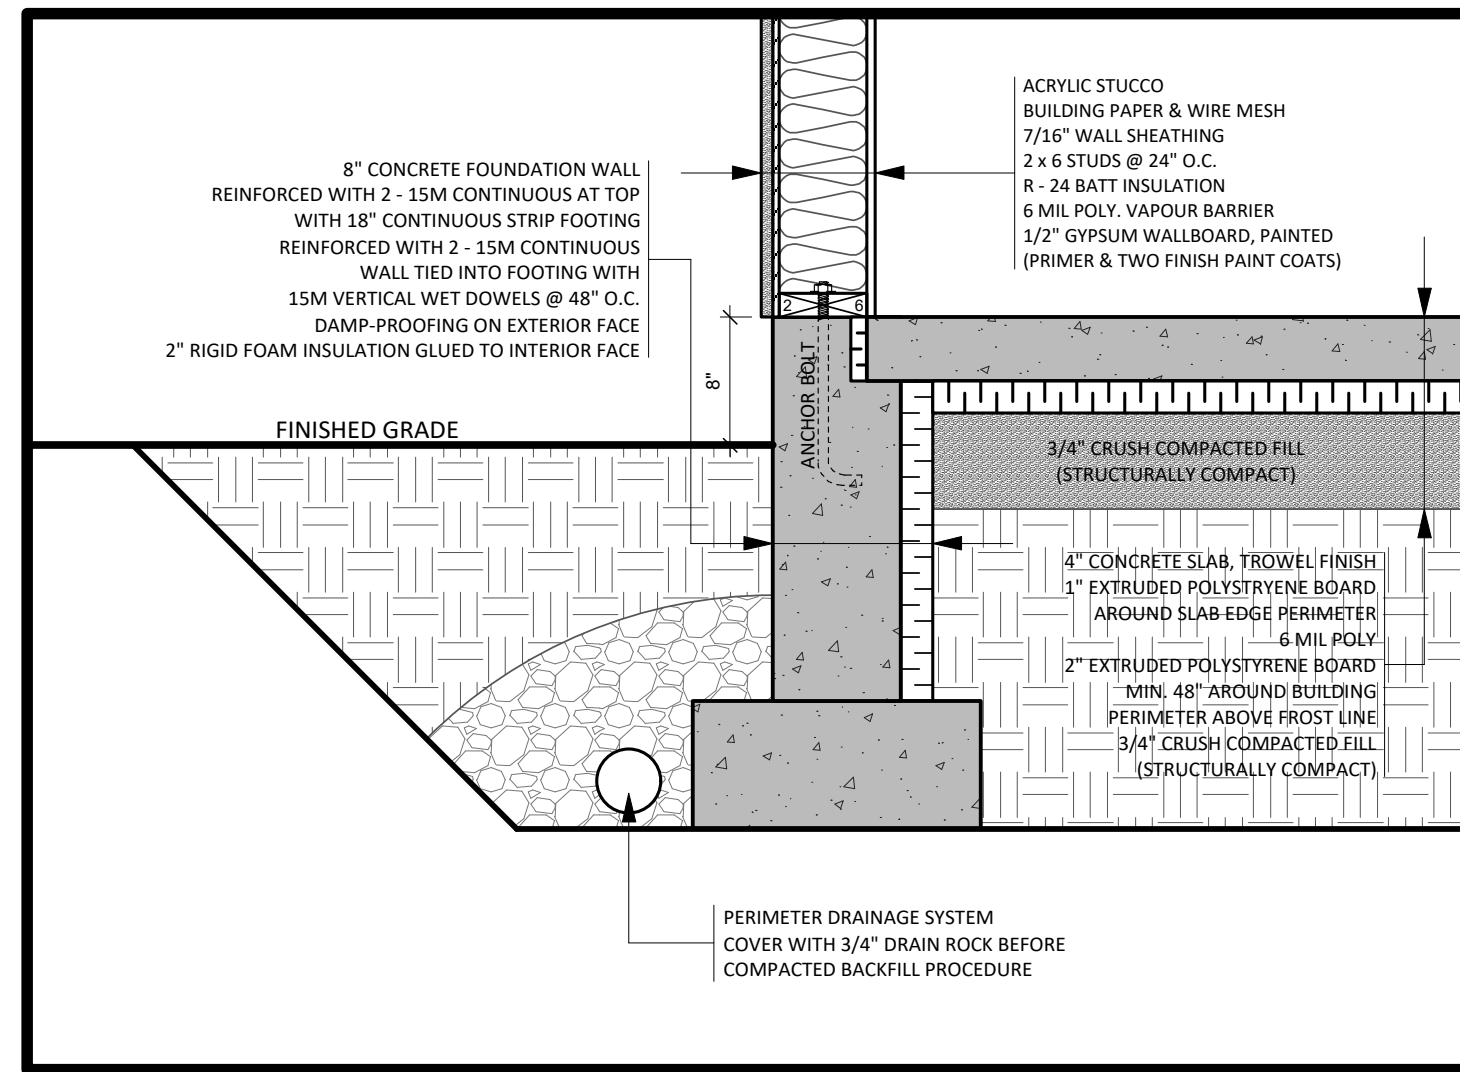 ACRYLIC STUCCO
BUILDING PAPER & WIRE MESH
7/16" WALL SHEATHING
2 x 6 STUDS @ 24" O.C.
R - 24 BATT INSULATION
6 MIL POLY. VAPOUR BARRIER
1/2" GYPSUM WALLBOARD, PAINTED
(PRIMER & TWO FINISH PAINT COATS)
8" CONCRETE FOUNDATION WALL
REINFORCED WITH 2 - 15M CONTINUOUS AT TOP
WITH 18" CONTINUOUS STRIP FOOTING
REINFORCED WITH 2 - 15M CONTINUOUS
WALL TIED INTO FOOTING WITH
15M VERTICAL WET DOWELS @ 48" O.C.
DAMP-PROOFING ON EXTERIOR FACE
2" RIGID FOAM INSULATION GLUED TO INTERIOR FACE
2 6
8"
ANCHOR BOLT
FINISHED GRADE
3/4" CRUSH COMPACTED FILL
(STRUCTURALLY COMPACT)
4" CONCRETE SLAB, TROWEL FINISH
1" EXTRUDED POLYSTRYENE BOARD
AROUND SLAB EDGE PERIMETER
6 MIL POLY
2" EXTRUDED POLYSTYRENE BOARD
MIN. 48" AROUND BUILDING
PERIMETER ABOVE FROST LINE
3/4" CRUSH COMPACTED FILL
(STRUCTURALLY COMPACT)
PERIMETER DRAINAGE SYSTEM
COVER WITH 3/4" DRAIN ROCK BEFORE
COMPACTED BACKFILL PROCEDURE